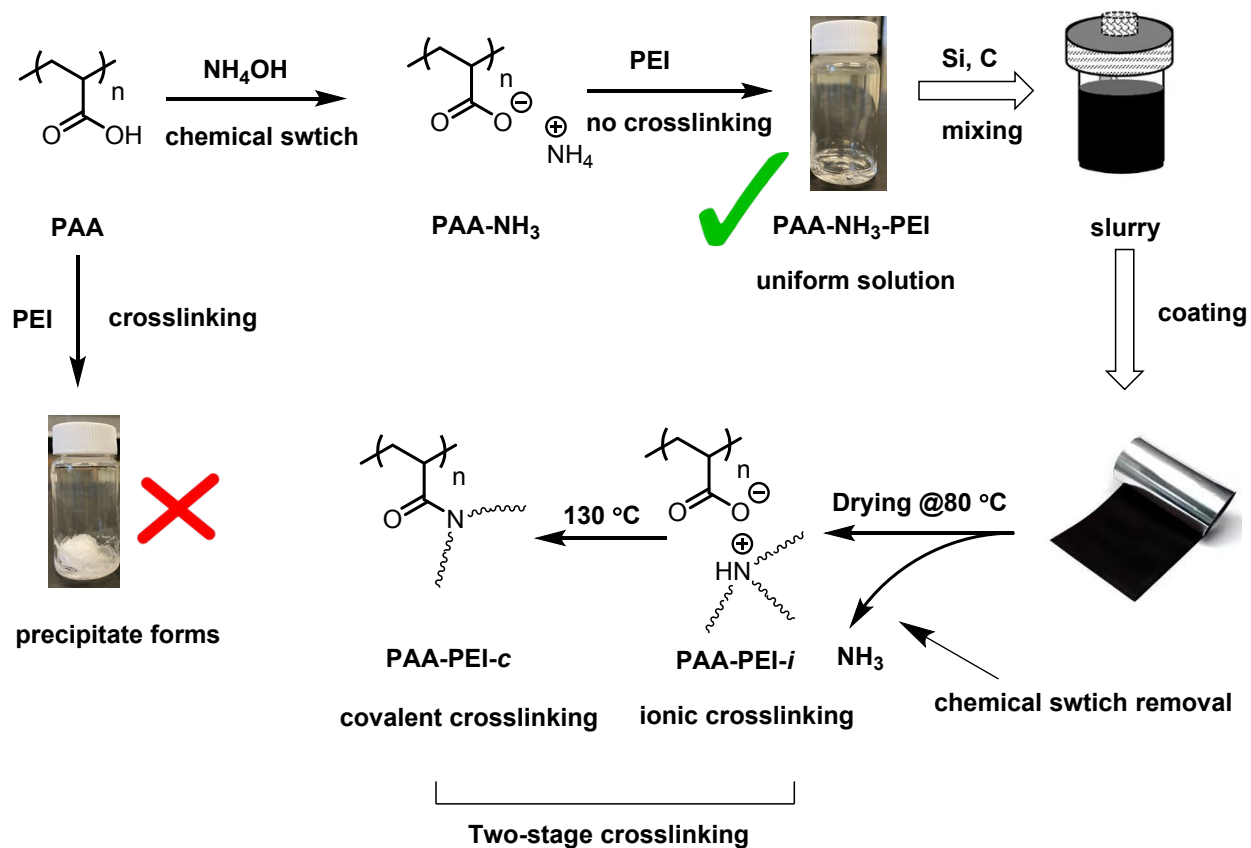 n
O
OH
NH₄OH
chemical swtich
n
O
O
⊖
⊕
NH₄
PEI
no crosslinking
Si, C
mixing
PAA
PAA-NH₃
PAA-NH₃-PEI
uniform solution
slurry
PEI
crosslinking
coating
precipitate forms
n
O
N
130 °C
n
O
O
⊖
⊕
HN
Drying @80 °C
PAA-PEI-c
covalent crosslinking
PAA-PEI-i
ionic crosslinking
NH₃
chemical swtich removal
Two-stage crosslinking